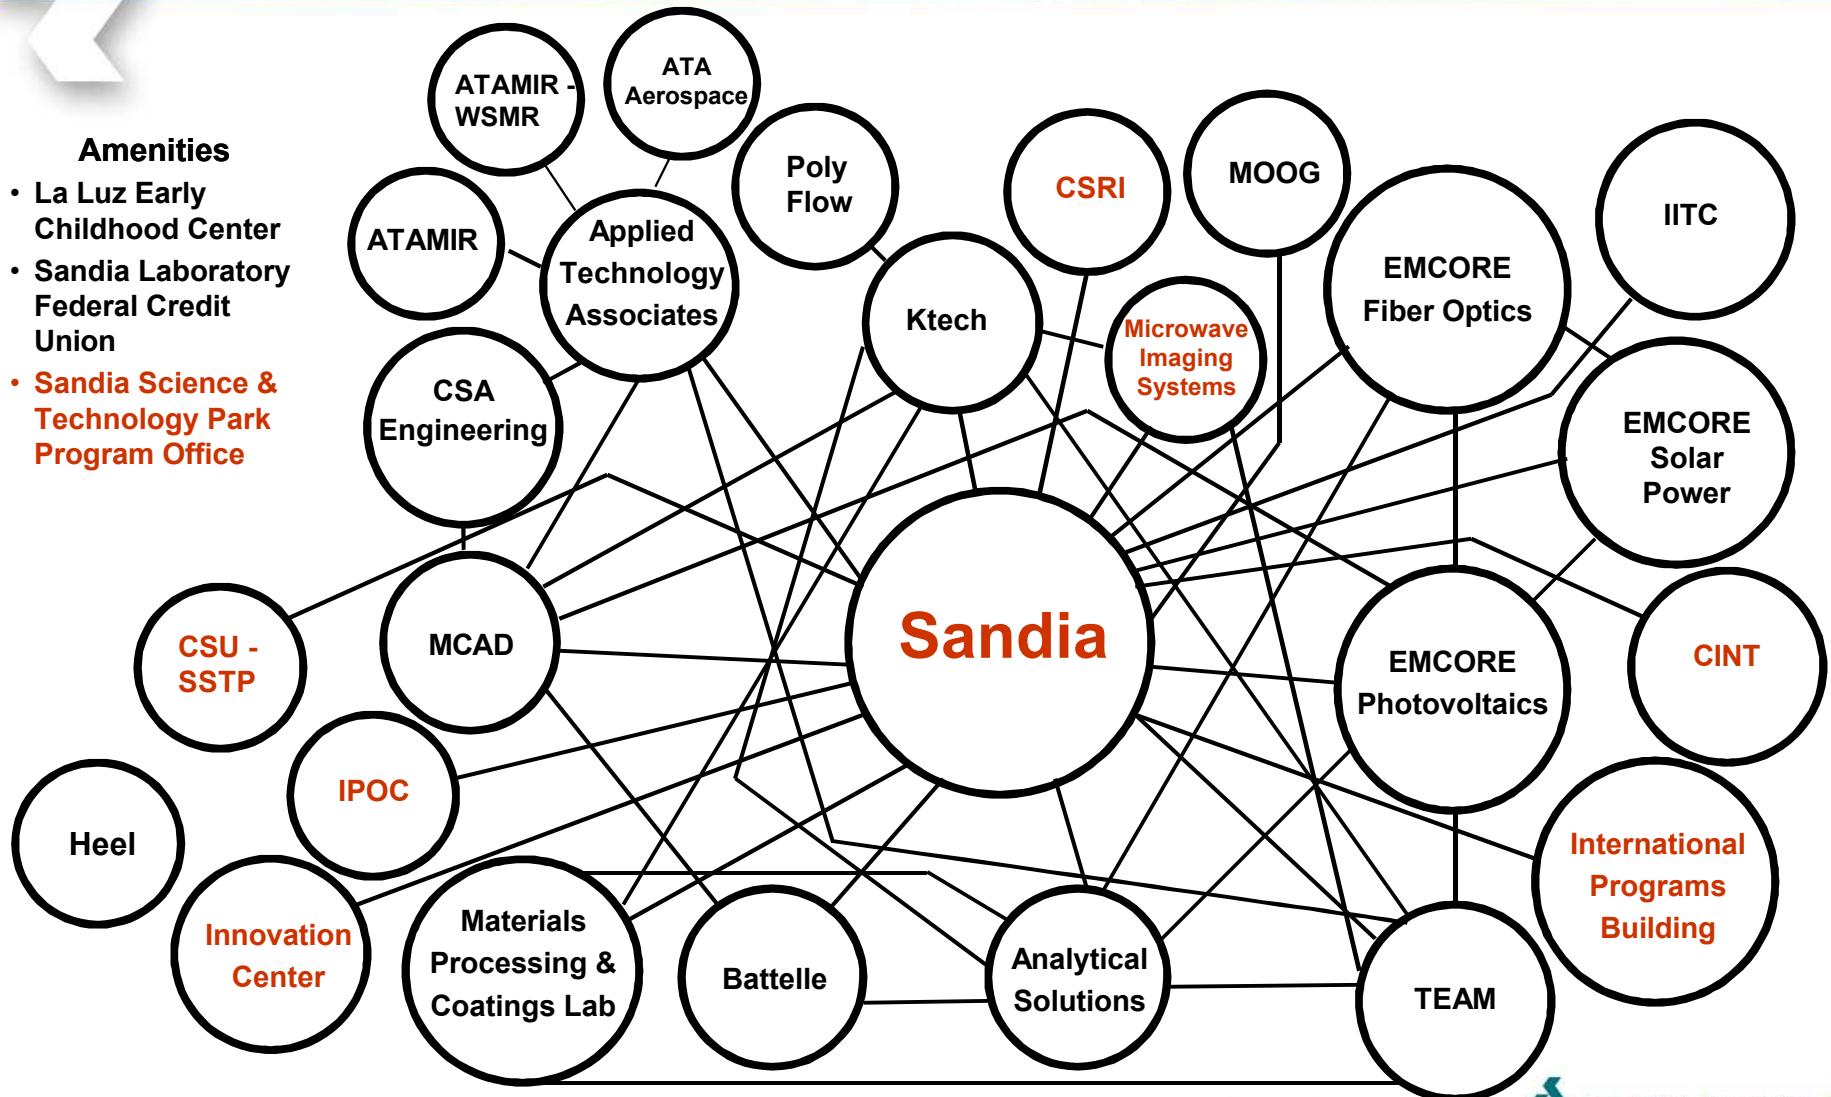 Amenities
• La Luz Early
Childhood Center
• Sandia Laboratory
Federal Credit
Union
• Sandia Science &
Technology Park
Program Office
ATAMIR -
WSMR
ATA
Aerospace
Poly
Flow
CSRI
MOOG
IITC
ATAMIR
Applied
Technology
Associates
Ktech
Microwave
Imaging
Systems
EMCORE
Fiber Optics
CSA
Engineering
EMCORE
Solar
Power
CSU -
SSTP
MCAD
Sandia
EMCORE
Photovoltaics
CINT
IPOC
Heel
Innovation
Center
Materials
Processing &
Coatings Lab
Battelle
Analytical
Solutions
TEAM
International
Programs
Building